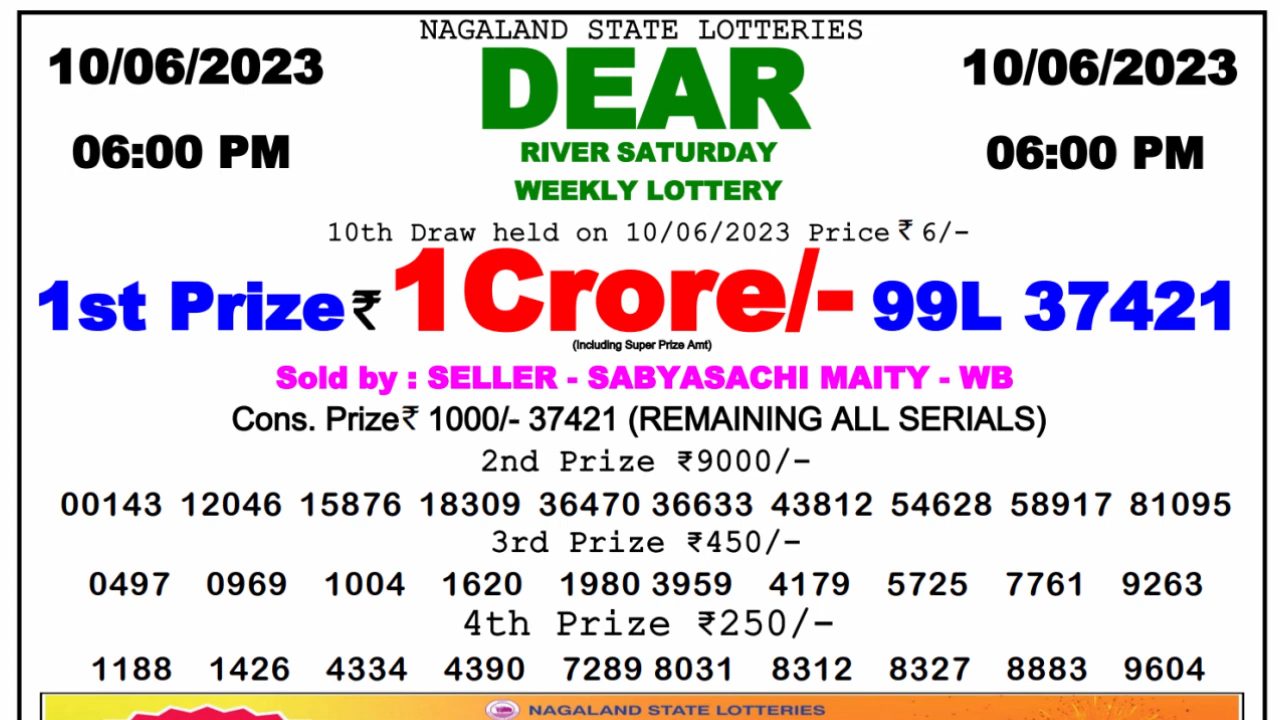 NAGALAND STATE LOTTERIES
10/06/2023 DEAR 10/06/2023
06:00 PM RIVER SATURDAY 06:00 PM
WEEKLY LOTTERY
10th Draw held on 10/06/2023 Price ₹ 6/-
1st Prize ₹ 1Crore/- 99L 37421
(Including Super Prize Amt)
Sold by : SELLER - SABYASACHI MAITY - WB
Cons. Prize ₹ 1000/- 37421 (REMAINING ALL SERIALS)
2nd Prize ₹9000/-
00143 12046 15876 18309 36470 36633 43812 54628 58917 81095
3rd Prize ₹450/-
0497 0969 1004 1620 1980 3959 4179 5725 7761 9263
4th Prize ₹250/-
1188 1426 4334 4390 7289 8031 8312 8327 8883 9604
NAGALAND STATE LOTTERIES